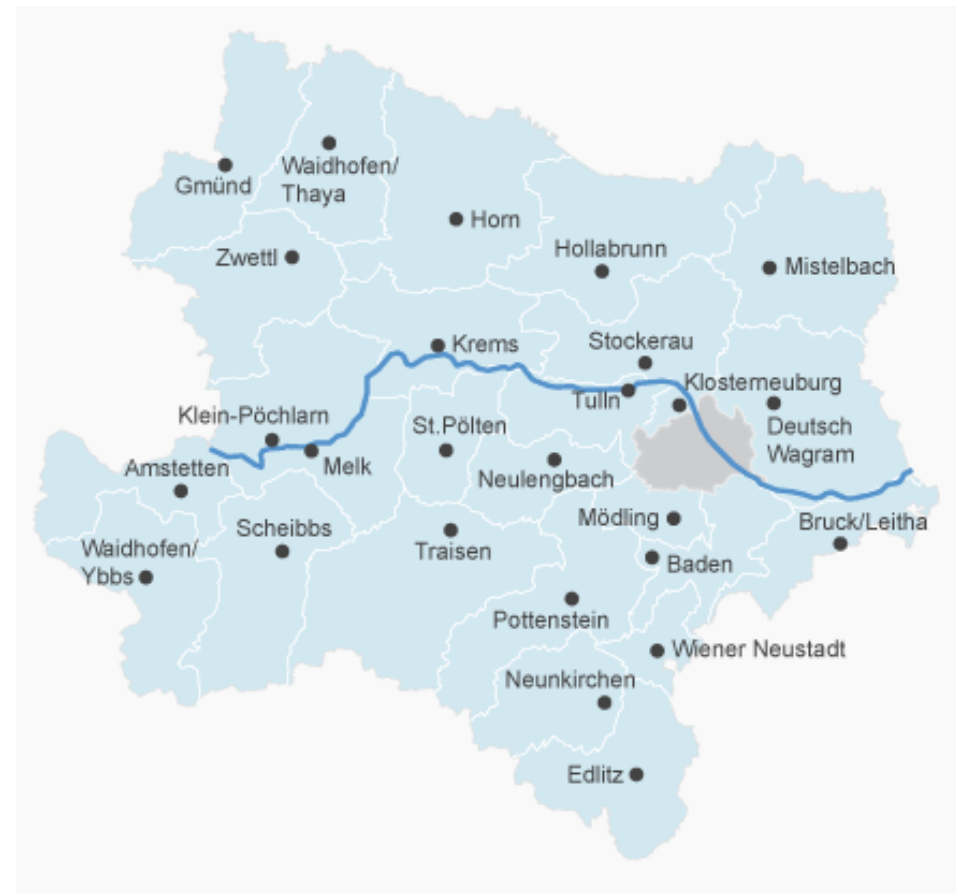 Waidhofen/
Thaya
Gmünd
Horn
Zwettl
Hollabrunn
Mistelbach
Krems
Stockerau
Klosterneuburg
Tulln
Klein-Pöchlarn
St.Pölten
Deutsch
Wagram
Amstetten
Melk
Neulengbach
Mödling
Bruck/Leitha
Scheibbs
Waidhofen/
Ybbs
Traisen
Baden
Pottenstein
Wiener Neustadt
Neunkirchen
Edlitz